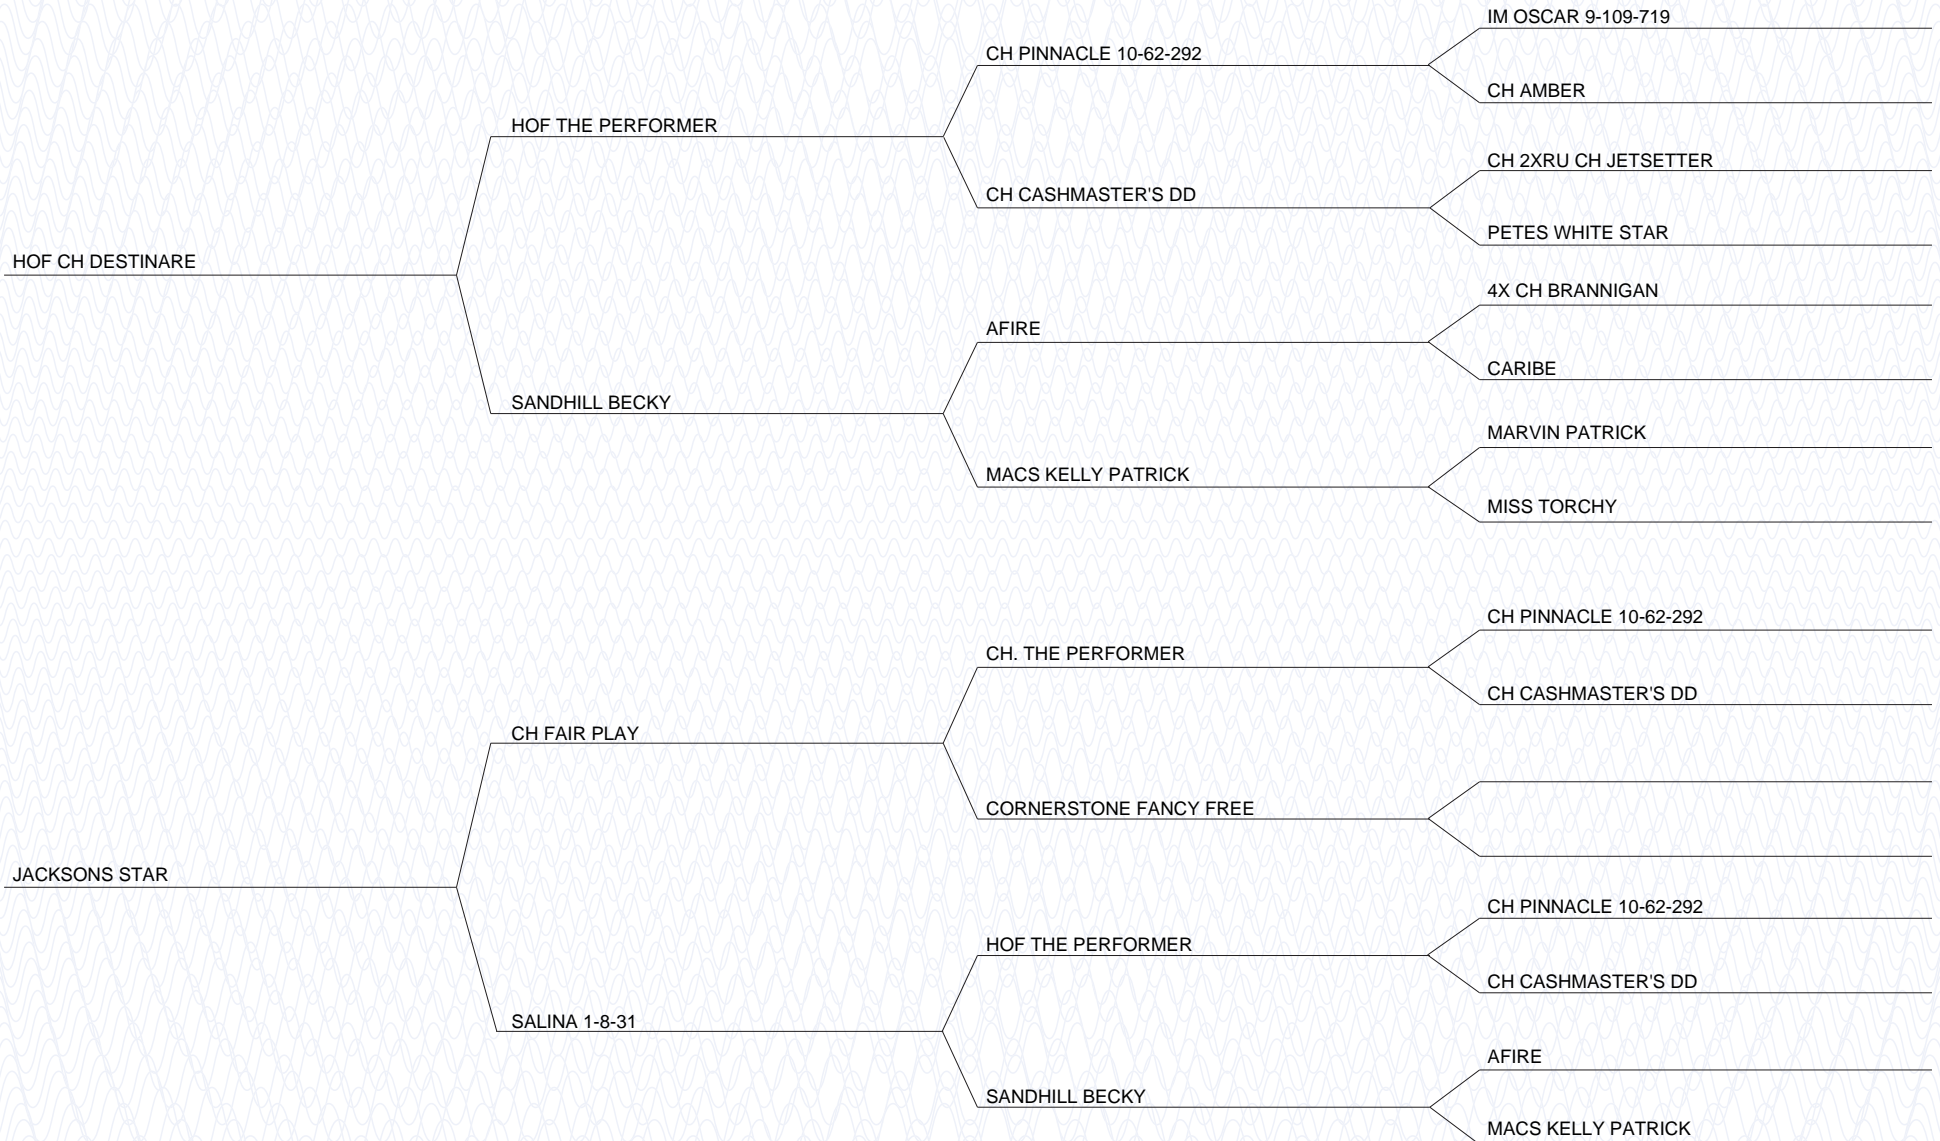 IM OSCAR 9-109-719
CH PINNACLE 10-62-292
CH AMBER
HOF THE PERFORMER
CH 2XRU CH JETSETTER
CH CASHMASTER'S DD
PETES WHITE STAR
HOF CH DESTINARE
4X CH BRANNIGAN
AFIRE
CARIBE
SANDHILL BECKY
MARVIN PATRICK
MACS KELLY PATRICK
MISS TORCHY
CH PINNACLE 10-62-292
CH. THE PERFORMER
CH CASHMASTER'S DD
CH FAIR PLAY
CORNERSTONE FANCY FREE
JACKSONS STAR
CH PINNACLE 10-62-292
HOF THE PERFORMER
CH CASHMASTER'S DD
SALINA 1-8-31
AFIRE
SANDHILL BECKY
MACS KELLY PATRICK